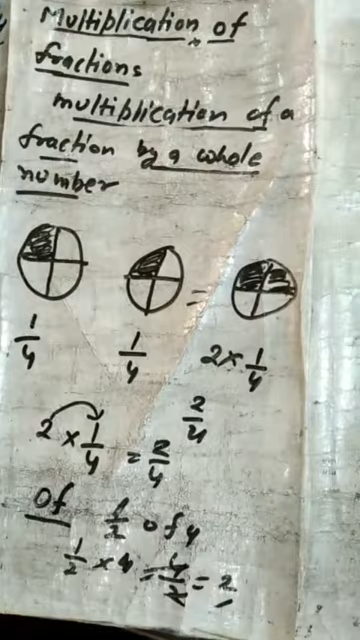 Multiplication of
fractions
multiplication of a
fraction by a whole
number
=
1/4 1/4 2 × 1/4
2/4
2 × 1/4 = 2/4
Of 1/2 of 4
1/2 × 4 = 4/2 = 2